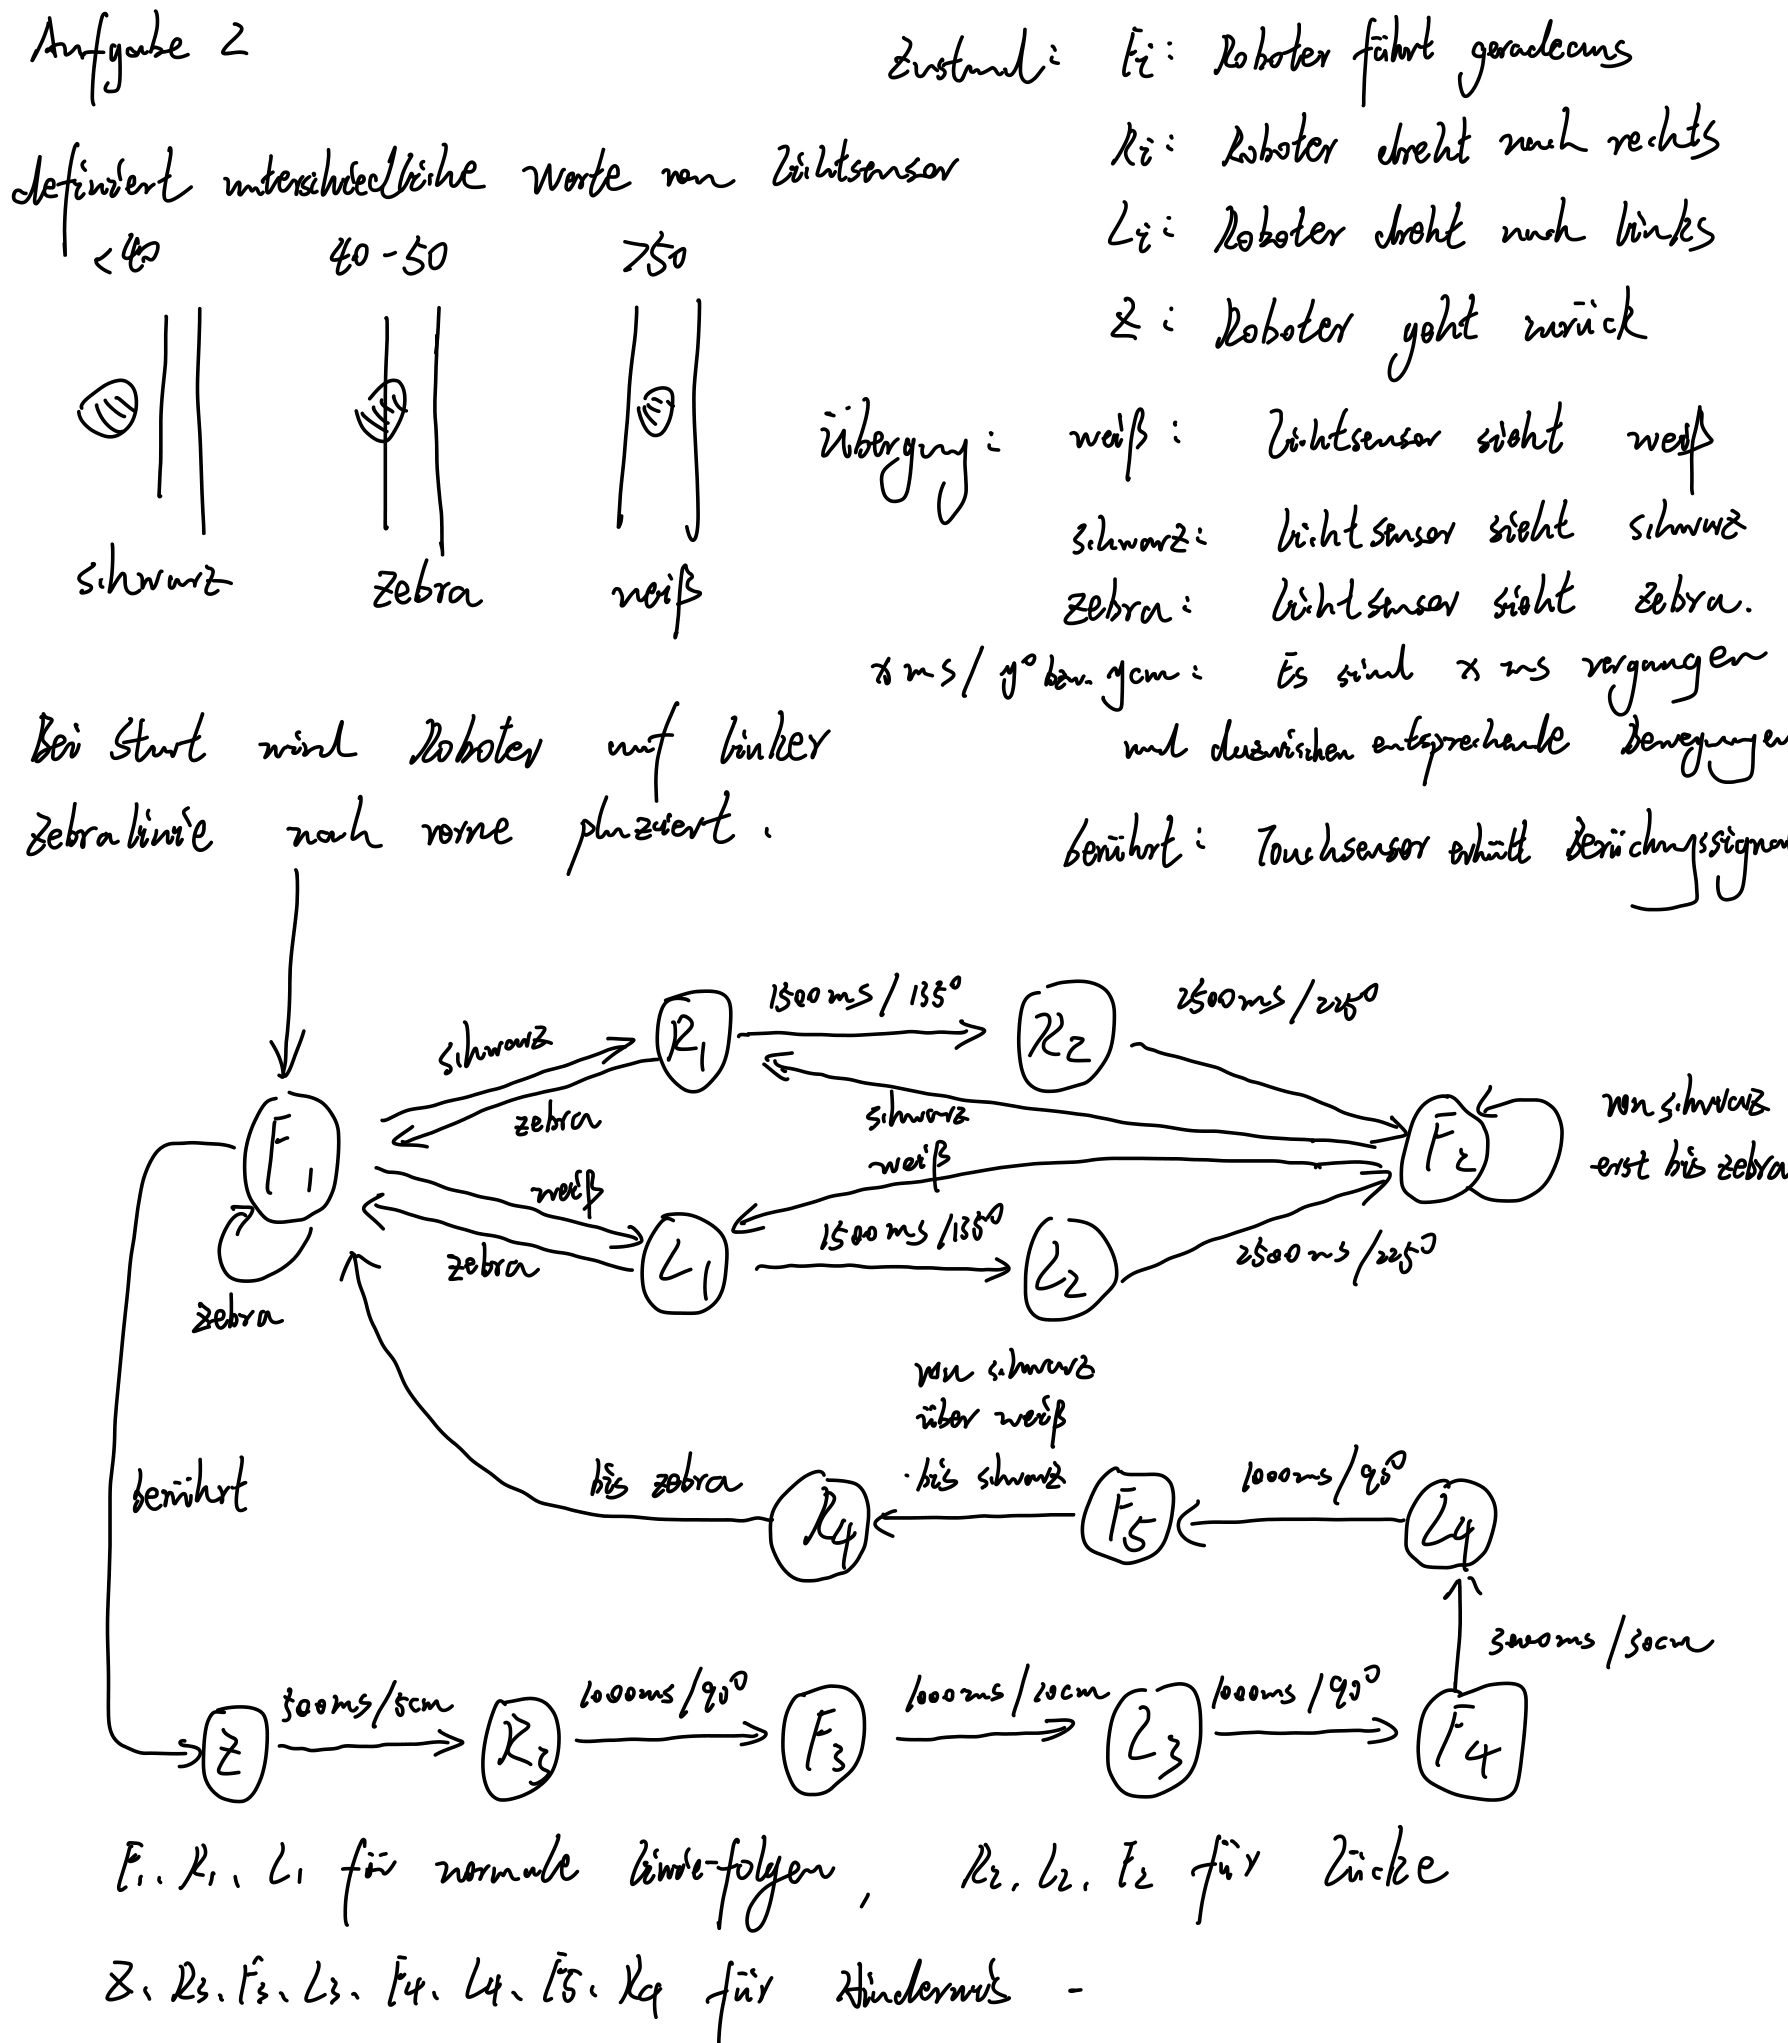 Aufgabe 2
definiert unterschiedliche Werte von Lichtsensor
<40 40-50 >50
schwarz zebra weiß
Bei Start wird Roboter auf linker
Zebralinie nach vorne plaziert.
Zustand: Fi: Roboter fährt geradeaus
Ri: Roboter dreht nach rechts
Li: Roboter dreht nach links
Z: Roboter geht zurück
Übergang: weiß: Lichtsensor sieht weiß
schwarz: Lichtsensor sieht schwarz
zebra: Lichtsensor sieht zebra.
x ms/y° bzw. ycm: Es sind x ms vergangen
und dazwischen entsprechende Bewegungen
berührt: Touchsensor erhält
R1 1500ms/135° R2 2500ms/225°
schwarz
zebra
schwarz
F1 F2
von schwarz
erst bis zebra
weiß
weiß
zebra
L1 1500ms/135° L2 2500ms/225°
zebra
von schwarz
über weiß
bis schwarz
berührt
bis zebra R4 F5 1000ms/90° L4
3000ms/30cm
Z 500ms/5cm R3 1000ms/90° F3 1000ms/10cm L3 1000ms/90° F4
F1、R1、L1 für normale Linie-folgen, R2、L2、F2 für Lücke
Z、R3、F3、L3、F4、L4、F5、R4 für Hindernis -